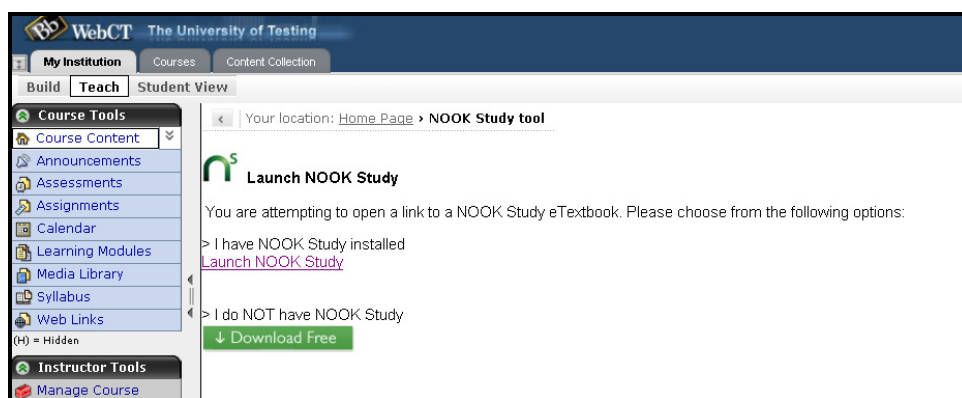 Bb WebCT The University of Testing
My Institution Courses Content Collection
Build Teach Student View
Course Tools
Course Content
Announcements
Assessments
Assignments
Calendar
Learning Modules
Media Library
Syllabus
Web Links
(H) = Hidden
Instructor Tools
Manage Course
Your location: Home Page › NOOK Study tool
ns Launch NOOK Study
You are attempting to open a link to a NOOK Study eTextbook. Please choose from the following options:
> I have NOOK Study installed
Launch NOOK Study
> I do NOT have NOOK Study
↓ Download Free